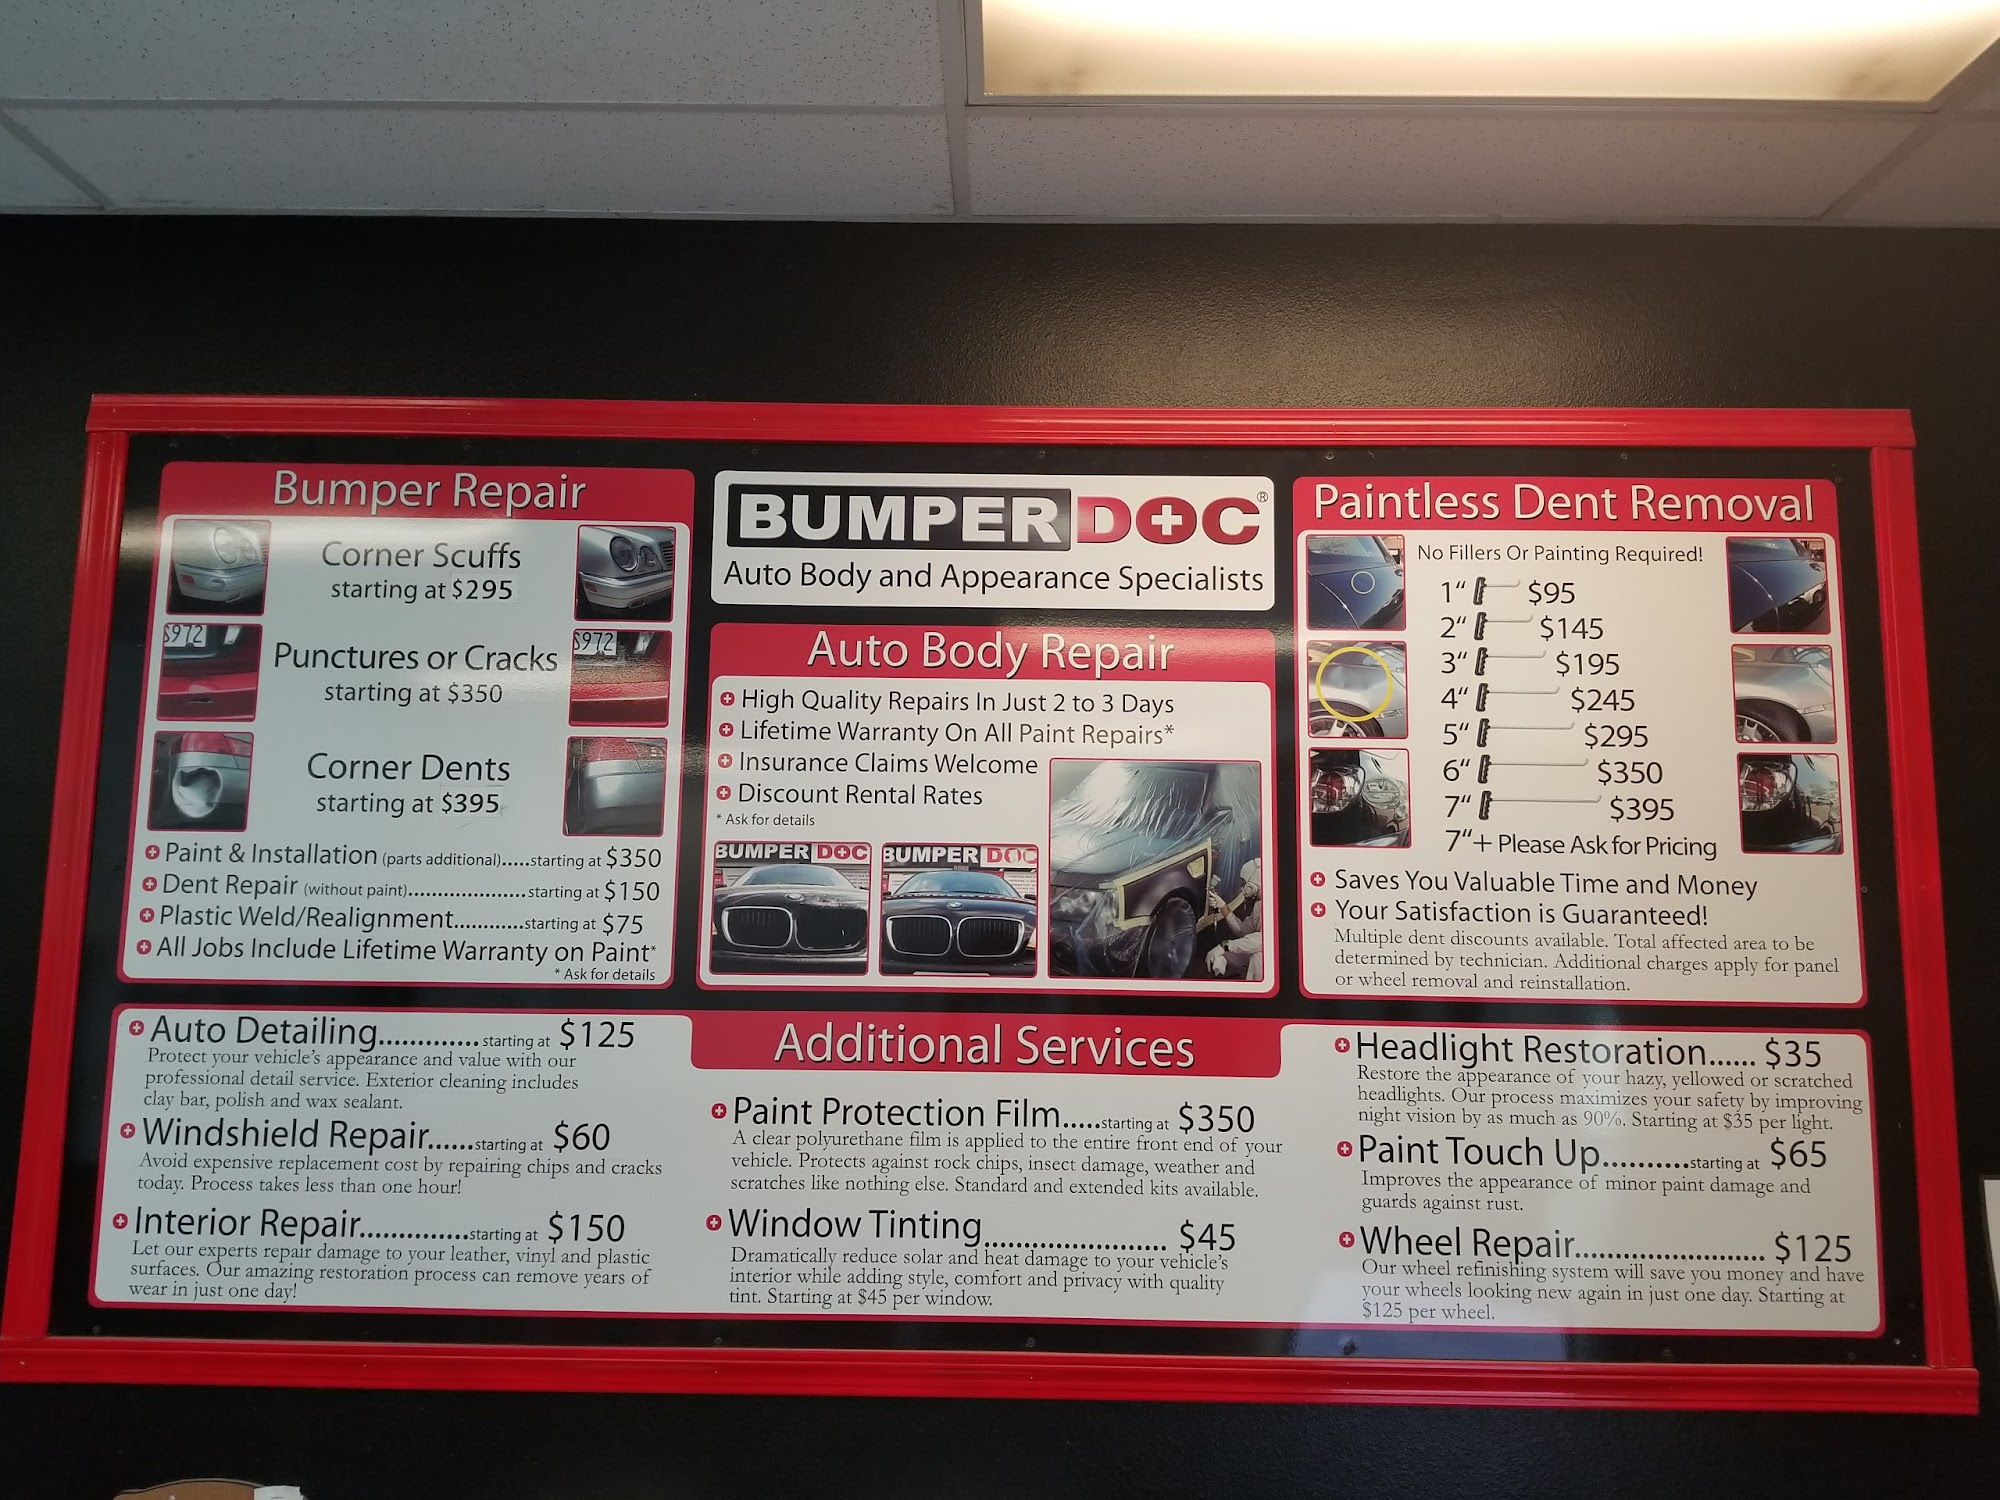 Bumper Repair
Corner Scuffs
starting at $295
S972
S972
Punctures or Cracks
starting at $350
Corner Dents
starting at $395
Paint & Installation (parts additional).....starting at $350
Dent Repair (without paint)......................starting at $150
Plastic Weld/Realignment.............starting at $75
All Jobs Include Lifetime Warranty on Paint*
* Ask for details
BUMPERDOC®
Auto Body and Appearance Specialists
Auto Body Repair
High Quality Repairs In Just 2 to 3 Days
Lifetime Warranty On All Paint Repairs*
Insurance Claims Welcome
Discount Rental Rates
* Ask for details
BUMPER DOC
BUMPER DOC
Paintless Dent Removal
No Fillers Or Painting Required!
1" $95
2" $145
3" $195
4" $245
5" $295
6" $350
7" $395
7"+ Please Ask for Pricing
Saves You Valuable Time and Money
Your Satisfaction is Guaranteed!
Multiple dent discounts available. Total affected area to be
determined by technician. Additional charges apply for panel
or wheel removal and reinstallation.
Additional Services
Auto Detailing.............. starting at $125
Protect your vehicle's appearance and value with our
professional detail service. Exterior cleaning includes
clay bar, polish and wax sealant.
Windshield Repair......starting at $60
Avoid expensive replacement cost by repairing chips and cracks
today. Process takes less than one hour!
Interior Repair...............starting at $150
Let our experts repair damage to your leather, vinyl and plastic
surfaces. Our amazing restoration process can remove years of
wear in just one day!
Paint Protection Film.....starting at $350
A clear polyurethane film is applied to the entire front end of your
vehicle. Protects against rock chips, insect damage, weather and
scratches like nothing else. Standard and extended kits available.
Window Tinting........................ $45
Dramatically reduce solar and heat damage to your vehicle's
interior while adding style, comfort and privacy with quality
tint. Starting at $45 per window.
Headlight Restoration...... $35
Restore the appearance of your hazy, yellowed or scratched
headlights. Our process maximizes your safety by improving
night vision by as much as 90%. Starting at $35 per light.
Paint Touch Up...........starting at $65
Improves the appearance of minor paint damage and
guards against rust.
Wheel Repair......................... $125
Our wheel refinishing system will save you money and have
your wheels looking new again in just one day. Starting at
$125 per wheel.